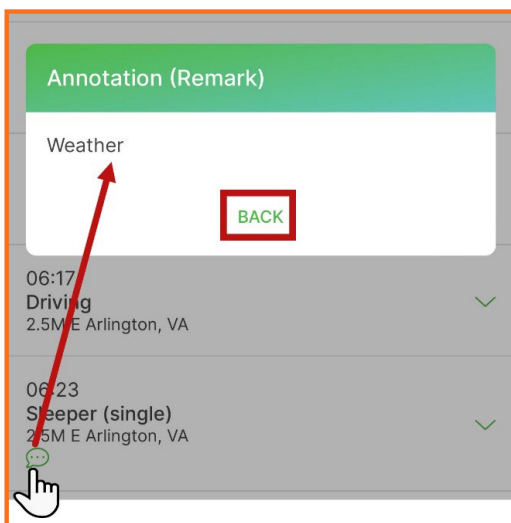 Annotation (Remark)
Weather
BACK
06:17
Driving
2.5M E Arlington, VA
06:23
Sleeper (single)
2.5M E Arlington, VA